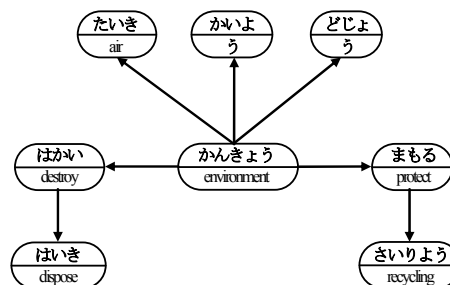 たいき
air
かいよ
う
どじょ
う
はかい
destroy
かんきょう
environment
まもる
protect
はいき
dispose
さいりよう
recycling